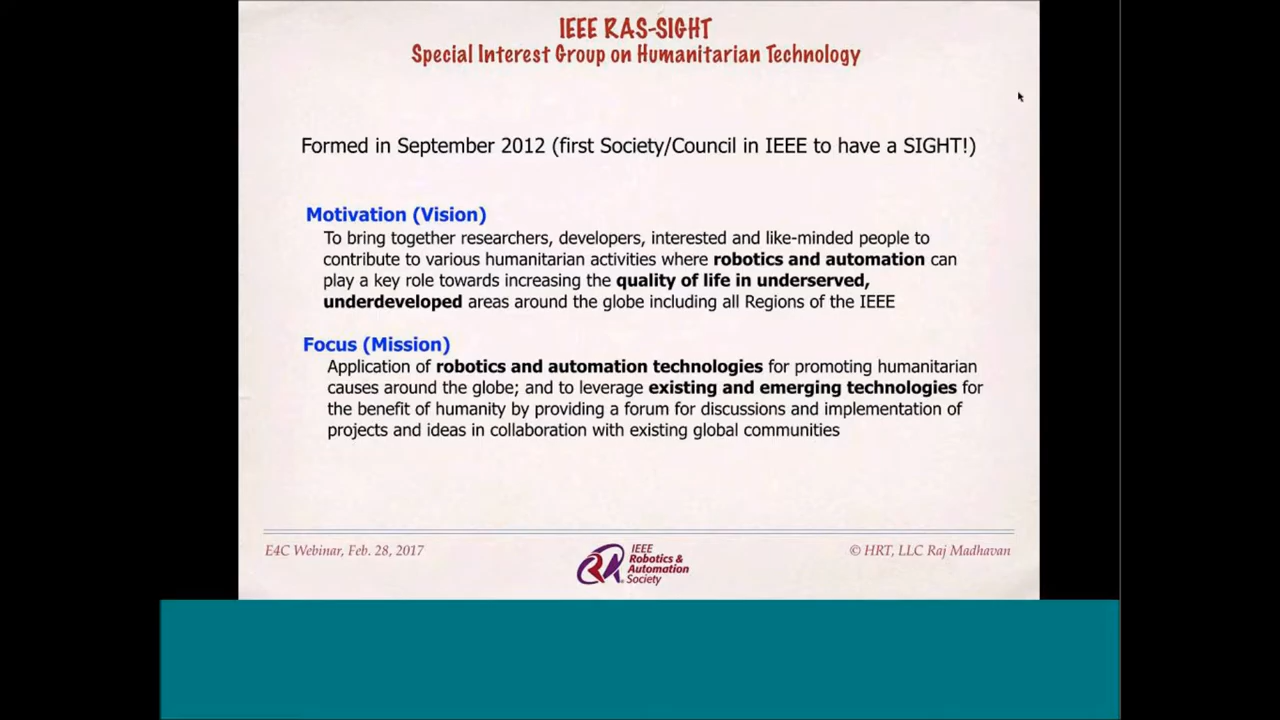 IEEE RAS-SIGHT
Special Interest Group on Humanitarian Technology
Formed in September 2012 (first Society/Council in IEEE to have a SIGHT!)
Motivation (Vision)
To bring together researchers, developers, interested and like-minded people to
contribute to various humanitarian activities where robotics and automation can
play a key role towards increasing the quality of life in underserved,
underdeveloped areas around the globe including all Regions of the IEEE
Focus (Mission)
Application of robotics and automation technologies for promoting humanitarian
causes around the globe; and to leverage existing and emerging technologies for
the benefit of humanity by providing a forum for discussions and implementation of
projects and ideas in collaboration with existing global communities
E4C Webinar, Feb. 28, 2017
IEEE
Robotics &
Automation
Society
© HRT, LLC Raj Madhavan